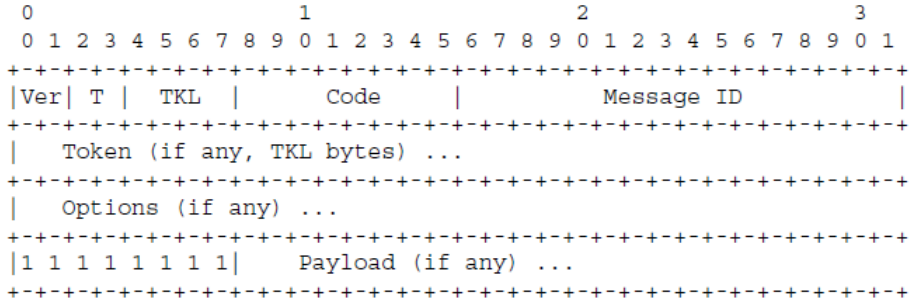 0                   1                   2                   3
 0 1 2 3 4 5 6 7 8 9 0 1 2 3 4 5 6 7 8 9 0 1 2 3 4 5 6 7 8 9 0 1
+-+-+-+-+-+-+-+-+-+-+-+-+-+-+-+-+-+-+-+-+-+-+-+-+-+-+-+-+-+-+-+-+
|Ver| T |  TKL  |      Code     |          Message ID           |
+-+-+-+-+-+-+-+-+-+-+-+-+-+-+-+-+-+-+-+-+-+-+-+-+-+-+-+-+-+-+-+-+
|   Token (if any, TKL bytes) ...
+-+-+-+-+-+-+-+-+-+-+-+-+-+-+-+-+-+-+-+-+-+-+-+-+-+-+-+-+-+-+-+-+
|   Options (if any) ...
+-+-+-+-+-+-+-+-+-+-+-+-+-+-+-+-+-+-+-+-+-+-+-+-+-+-+-+-+-+-+-+-+
|1 1 1 1 1 1 1 1|    Payload (if any) ...
+-+-+-+-+-+-+-+-+-+-+-+-+-+-+-+-+-+-+-+-+-+-+-+-+-+-+-+-+-+-+-+-+